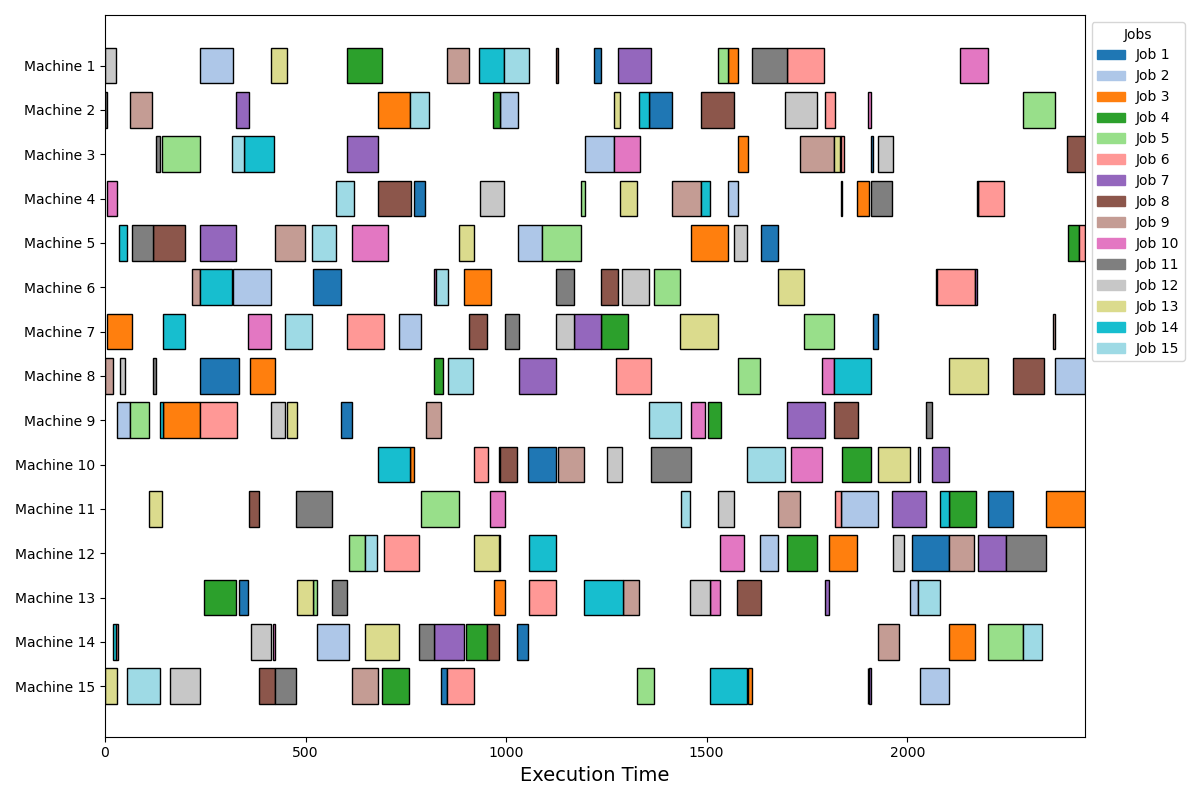 Machine 1
Machine 2
Machine 3
Machine 4
Machine 5
Machine 6
Machine 7
Machine 8
Machine 9
Machine 10
Machine 11
Machine 12
Machine 13
Machine 14
Machine 15
0 500 1000 1500 2000
Execution Time
Jobs
Job 1
Job 2
Job 3
Job 4
Job 5
Job 6
Job 7
Job 8
Job 9
Job 10
Job 11
Job 12
Job 13
Job 14
Job 15